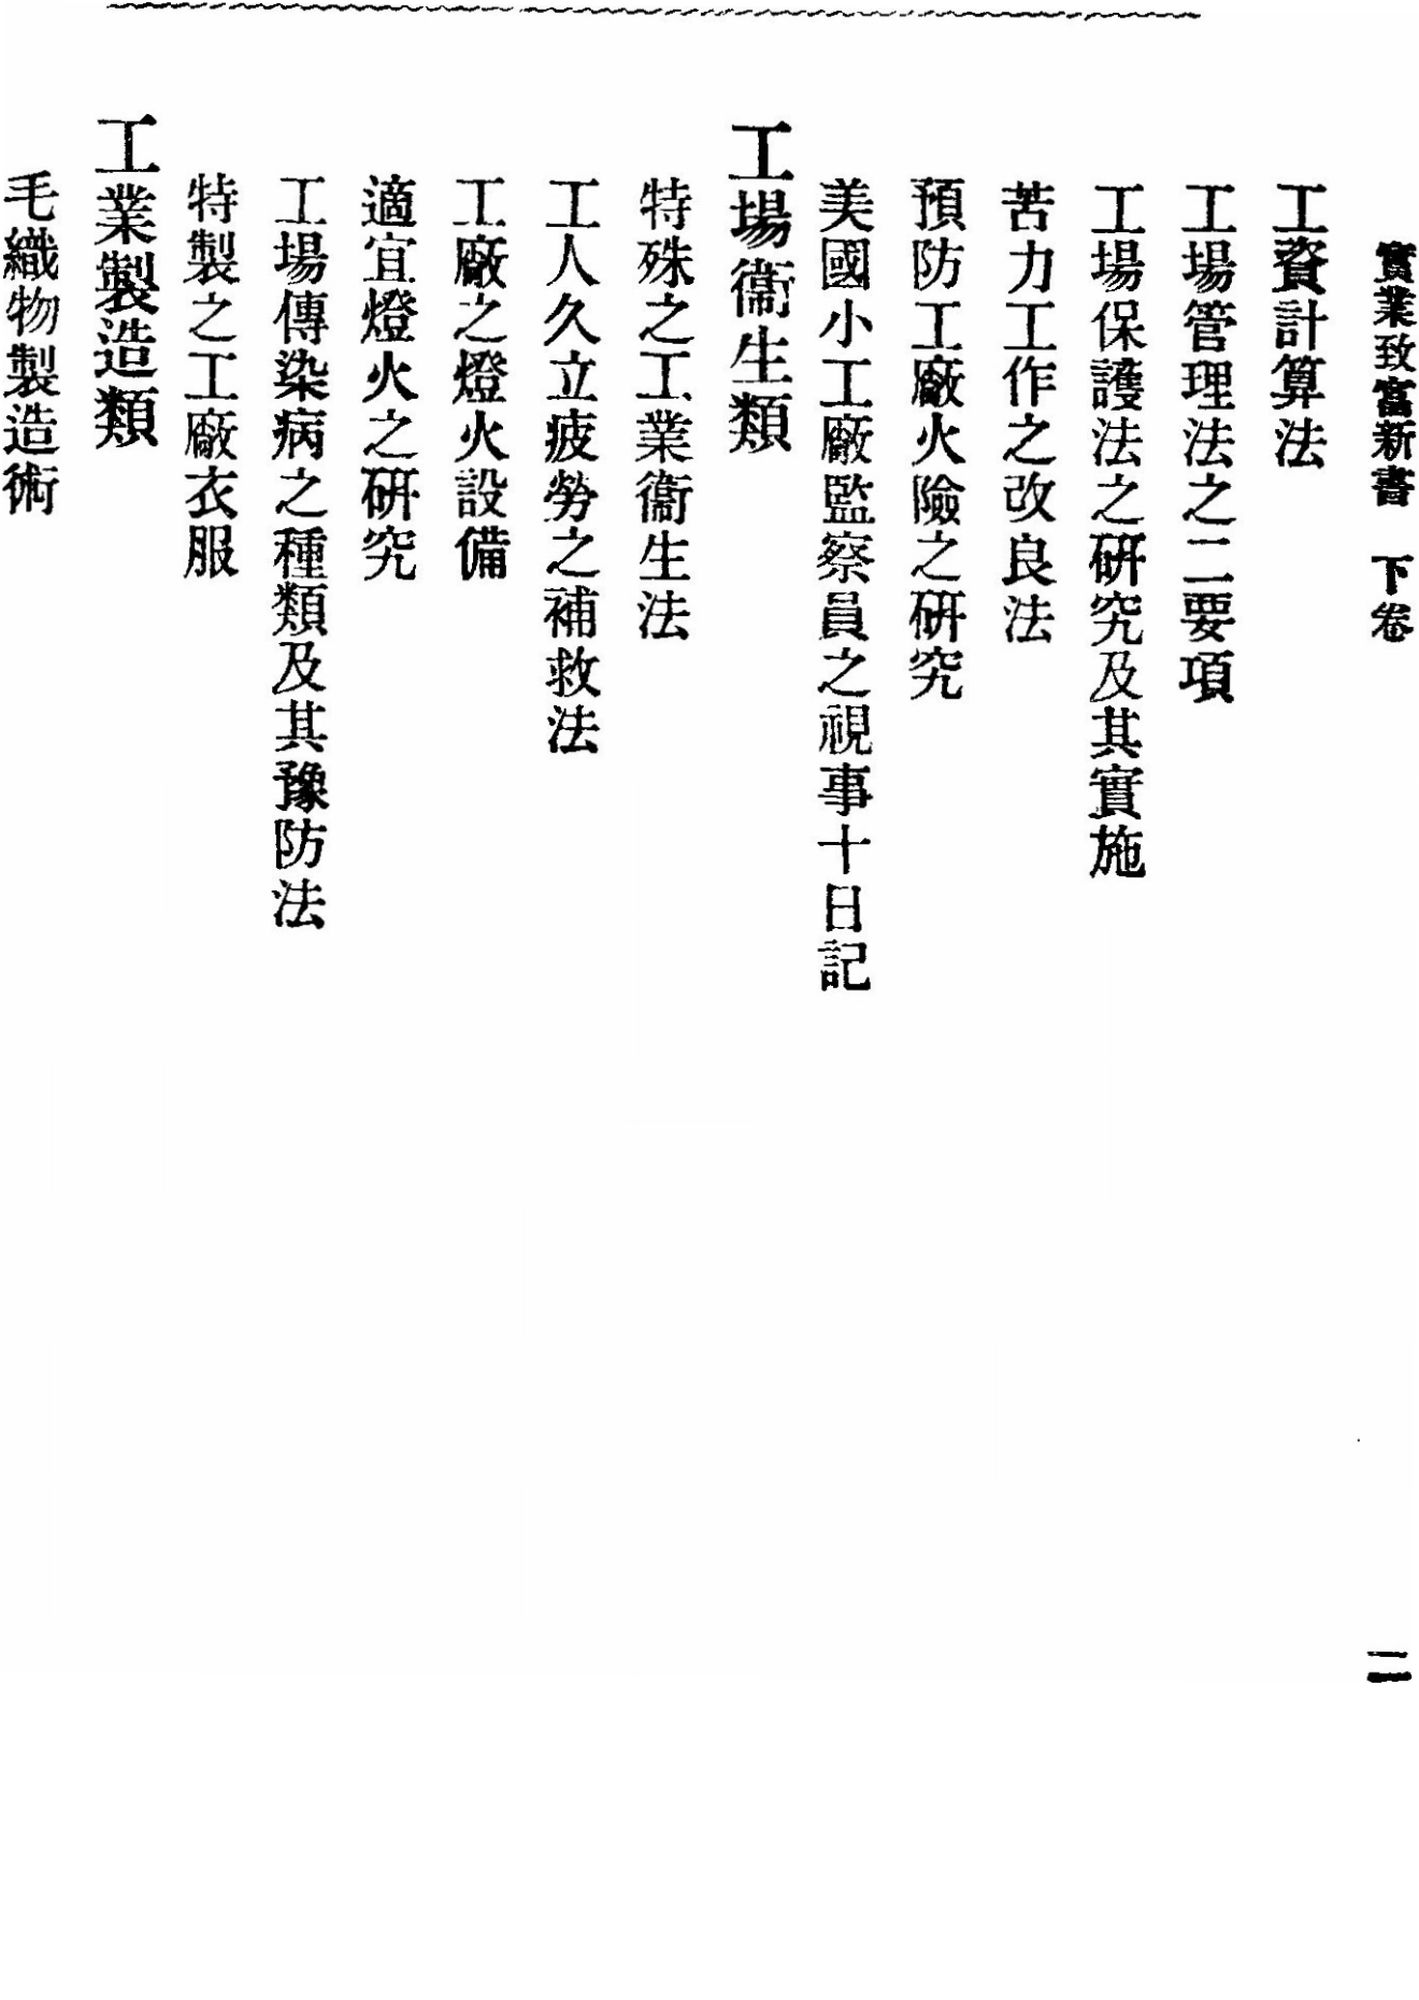 實業致富新書 下卷
二
工資計算法
工場管理法之二要項
工場保護法之研究及其實施
苦力工作之改良法
預防工廠火險之研究
美國小工廠監察員之視事十日記
工場衞生類
特殊之工業衞生法
工人久立疲勞之補救法
工廠之燈火設備
適宜燈火之研究
工場傳染病之種類及其豫防法
特製之工廠衣服
工業製造類
毛織物製造術